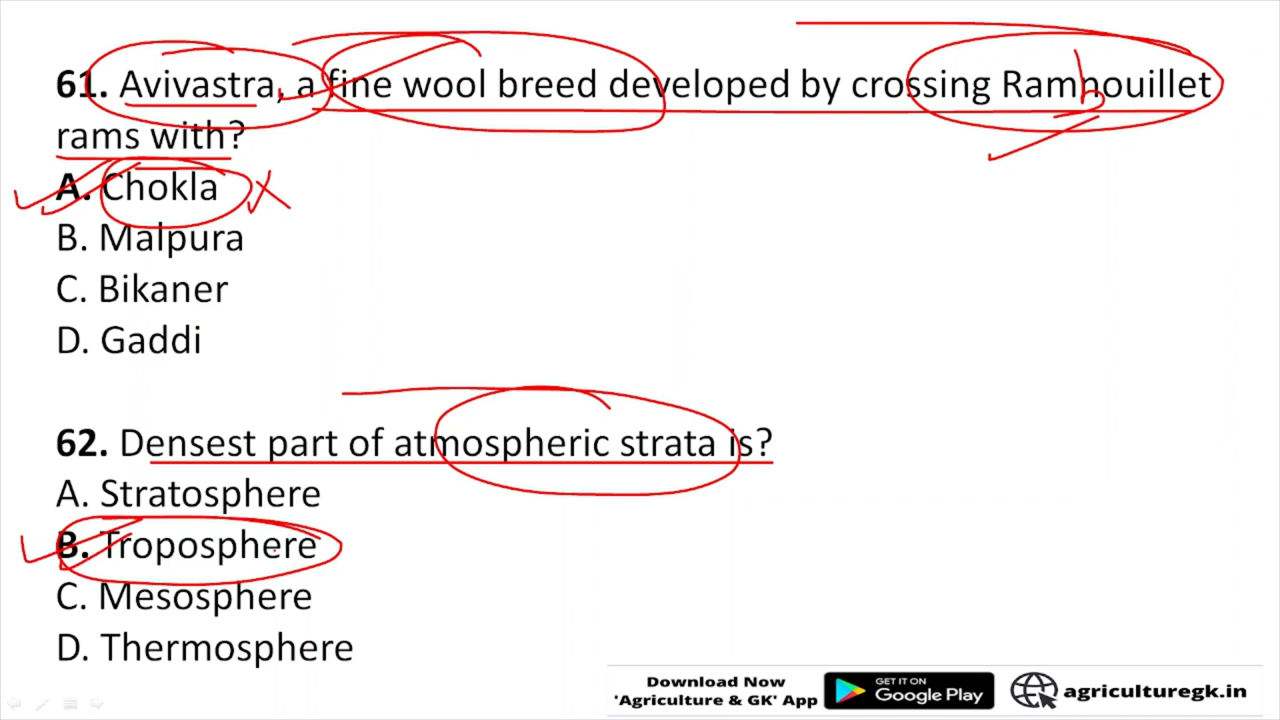 61. Avivastra, a fine wool breed developed by crossing Ramhouillet
b
rams with?
A. Chokla X
B. Malpura
C. Bikaner
D. Gaddi
62. Densest part of atmospheric strata is?
A. Stratosphere
B. Troposphere
C. Mesosphere
D. Thermosphere
Download Now
'Agriculture & GK' App
GET IT ON
Google Play
agriculturegk.in